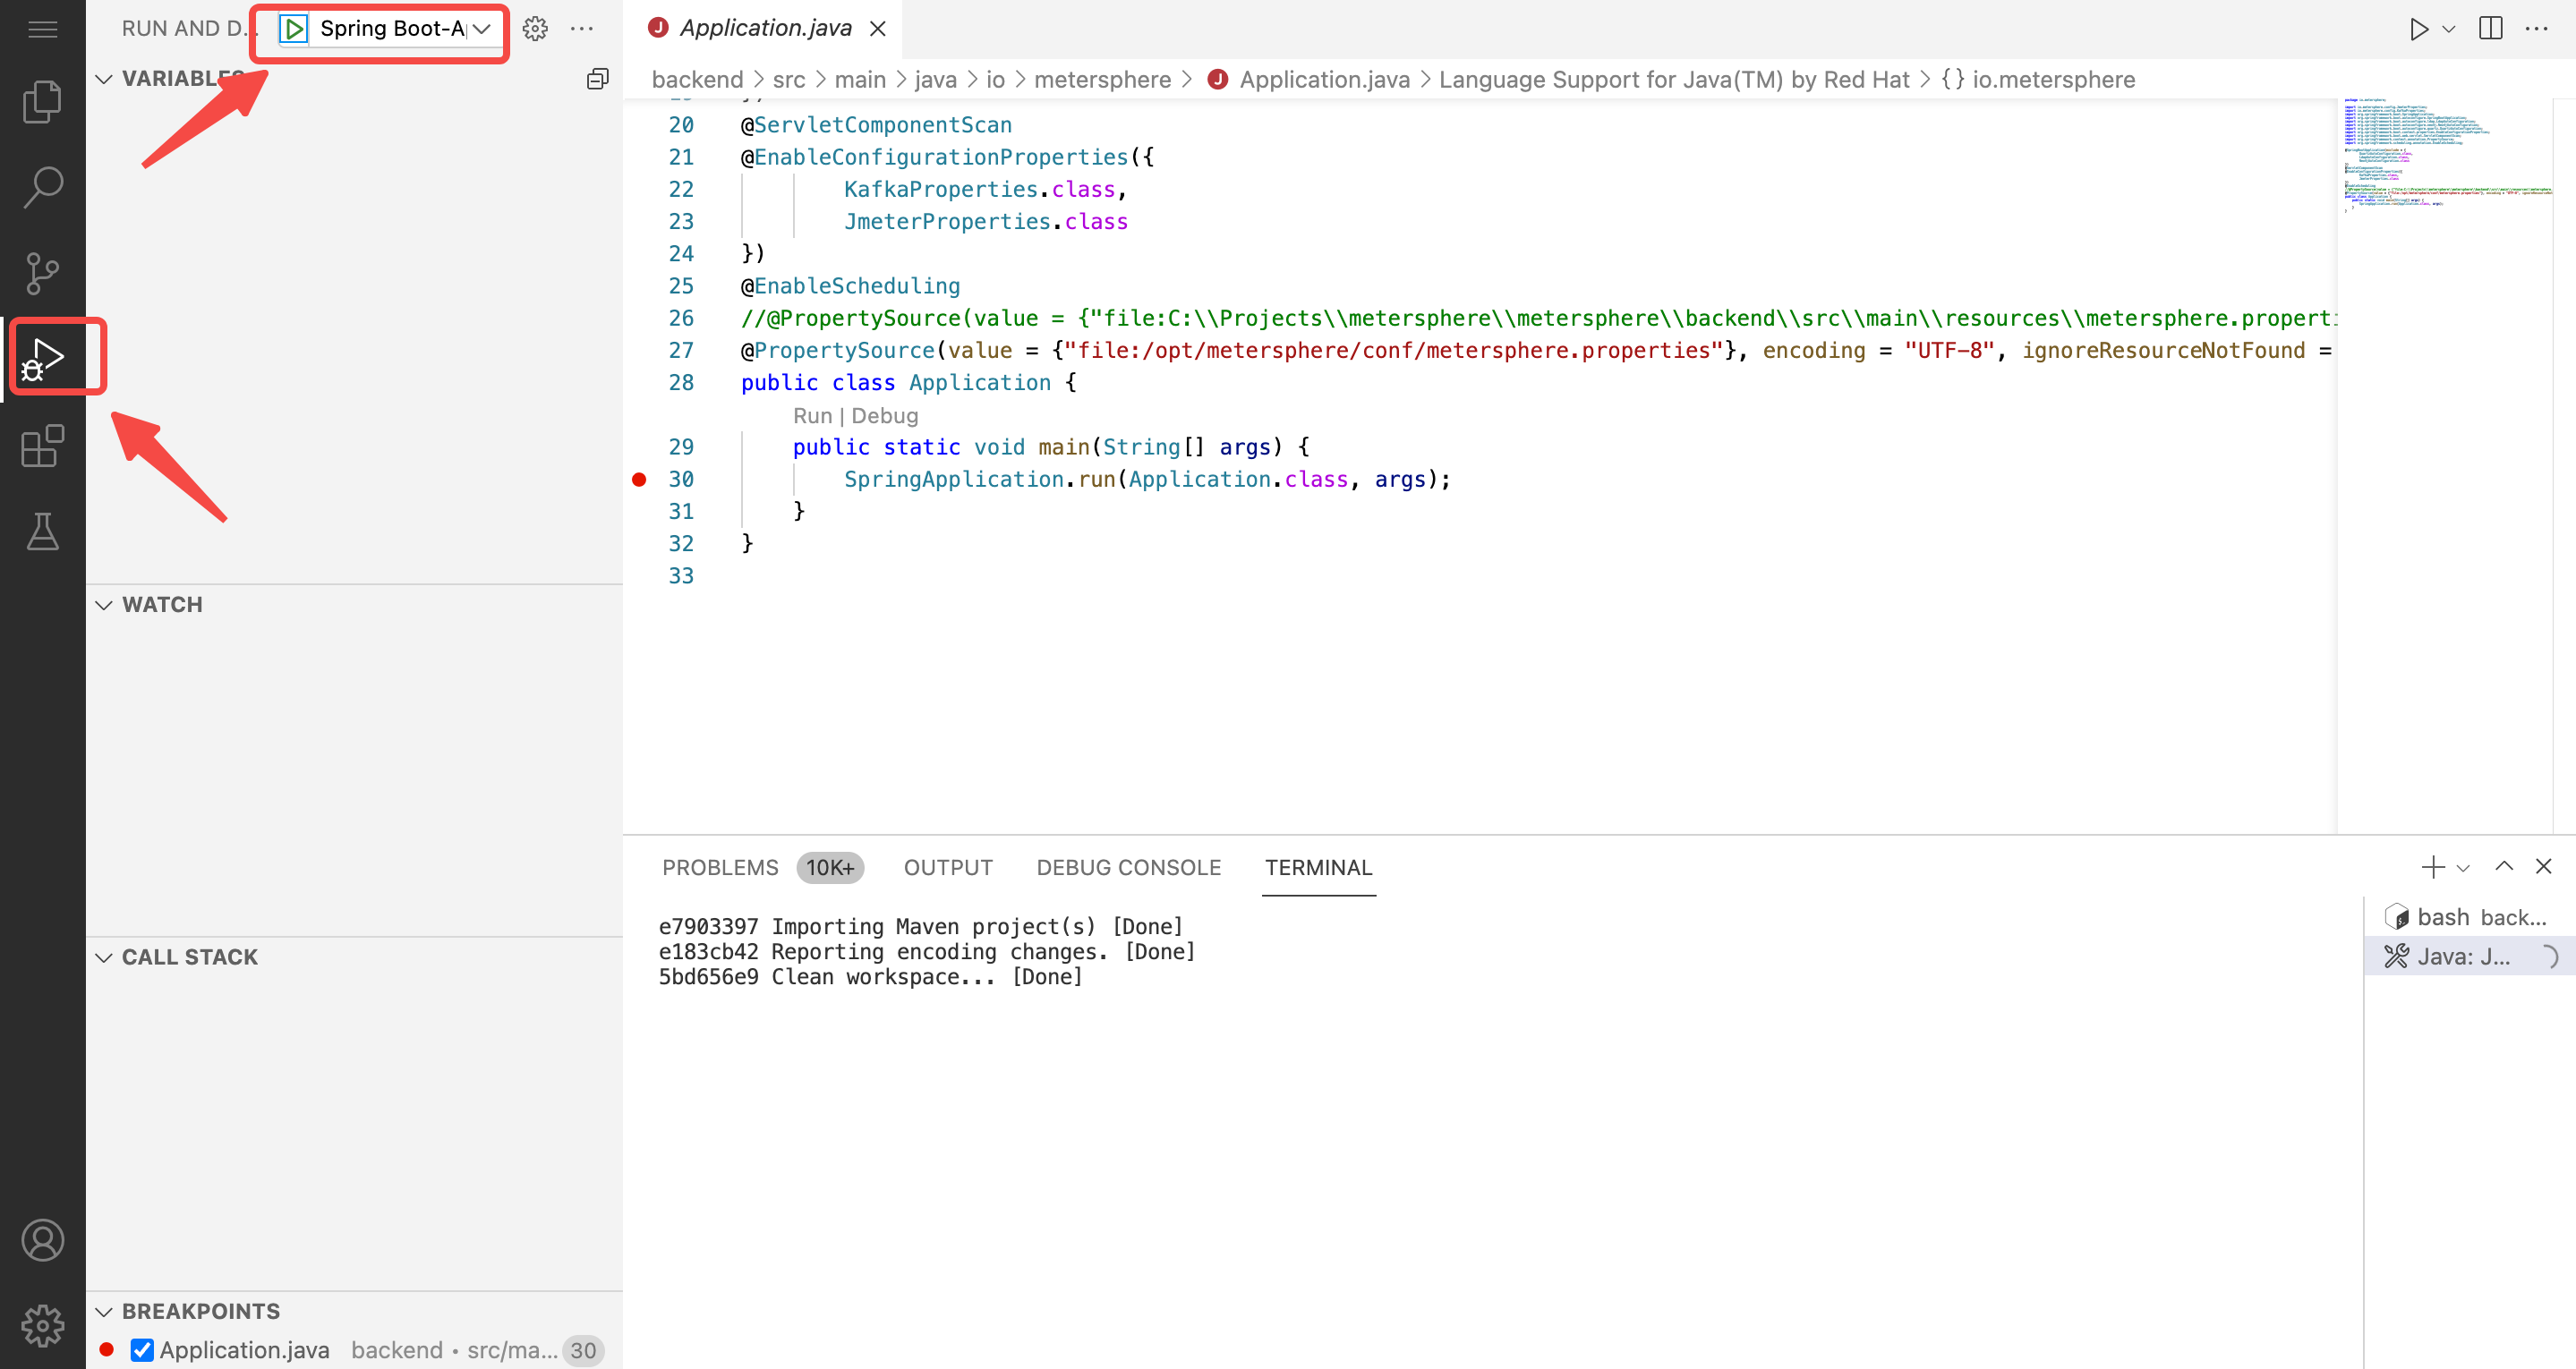 RUN AND D...
Spring Boot-A
VARIABLES
WATCH
CALL STACK
BREAKPOINTS
Application.java backend • src/ma... 30
Application.java
backend > src > main > java > io > metersphere > Application.java > Language Support for Java(TM) by Red Hat > {} io.metersphere
20 @ServletComponentScan
21 @EnableConfigurationProperties({
22 KafkaProperties.class,
23 JmeterProperties.class
24 })
25 @EnableScheduling
26 //@PropertySource(value = {"file:C:\\Projects\\metersphere\\metersphere\\backend\\src\\main\\resources\\metersphere.properti
27 @PropertySource(value = {"file:/opt/metersphere/conf/metersphere.properties"}, encoding = "UTF-8", ignoreResourceNotFound =
28 public class Application {
Run | Debug
29 public static void main(String[] args) {
30 SpringApplication.run(Application.class, args);
31 }
32 }
33
PROBLEMS 10K+ OUTPUT DEBUG CONSOLE TERMINAL
e7903397 Importing Maven project(s) [Done]
e183cb42 Reporting encoding changes. [Done]
5bd656e9 Clean workspace... [Done]
bash back...
Java: J...